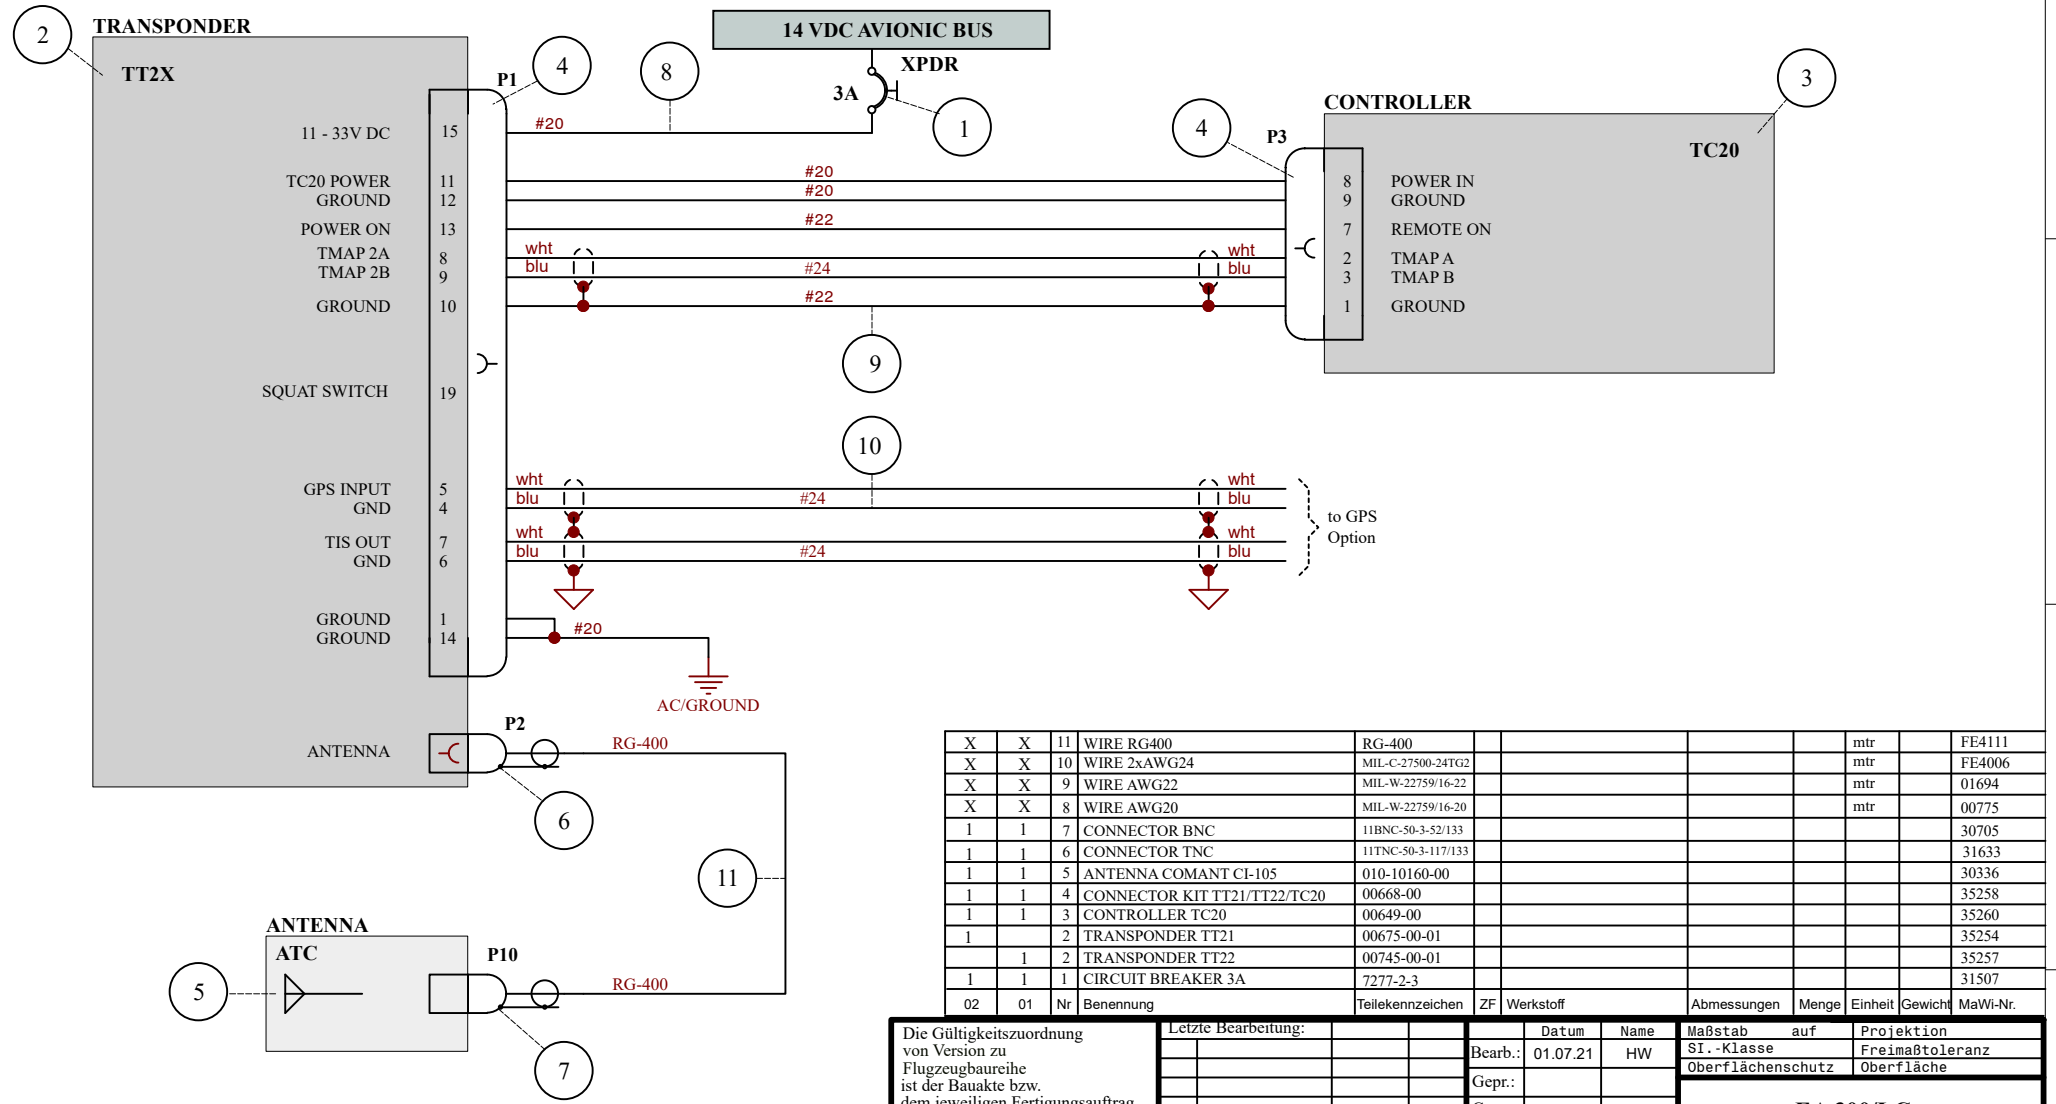 14 VDC AVIONIC BUS
XPDR
3A
1
TRANSPONDER
2
TT2X
P1
4
8
11 - 33V DC 15 #20
TC20 POWER 11 #20
GROUND 12 #20
POWER ON 13 #22
TMAP 2A 8 wht wht
TMAP 2B 9 blu #24 blu
GROUND 10 #22
9
SQUAT SWITCH 19
10
GPS INPUT 5 wht wht
GND 4 blu #24 blu
TIS OUT 7 wht wht
GND 6 blu #24 blu
to GPS
Option
GROUND 1
GROUND 14 #20
AC/GROUND
P2
ANTENNA RG-400
6
11
CONTROLLER
3
4
P3
TC20
8 POWER IN
9 GROUND
7 REMOTE ON
2 TMAP A
3 TMAP B
1 GROUND
ANTENNA
ATC
P10
5
RG-400
7
X X 11 WIRE RG400 RG-400 mtr FE4111
X X 10 WIRE 2xAWG24 MIL-C-27500-24TG2 mtr FE4006
X X 9 WIRE AWG22 MIL-W-22759/16-22 01694
X X 8 WIRE AWG20 MIL-W-22759/16-20 mtr 00775
1 1 7 CONNECTOR BNC 11BNC-50-3-52/133 30705
1 1 6 CONNECTOR TNC 11TNC-50-3-117/133 31633
1 1 5 ANTENNA COMANT CI-105 010-10160-00 30336
1 1 4 CONNECTOR KIT TT21/TT22/TC20 00668-00 35258
1 1 3 CONTROLLER TC20 00649-00 35260
1 2 TRANSPONDER TT21 00675-00-01 35254
1 2 TRANSPONDER TT22 00745-00-01 35257
1 1 1 CIRCUIT BREAKER 3A 7277-2-3 31507
02 01 Nr Benennung Teilekennzeichen ZF Werkstoff Abmessungen Menge Einheit Gewicht MaWi-Nr.
Die Gültigkeitszuordnung
von Version zu
Flugzeugbaureihe
ist der Bauakte bzw.
dem jeweiligen Fertigungsauftrag
Letzte Bearbeitung:
Datum Name
Bearb.: 01.07.21 HW
Gepr.:
Maßstab auf Projektion
SI.-Klasse Freimaßtoleranz
Oberflächenschutz Oberfläche